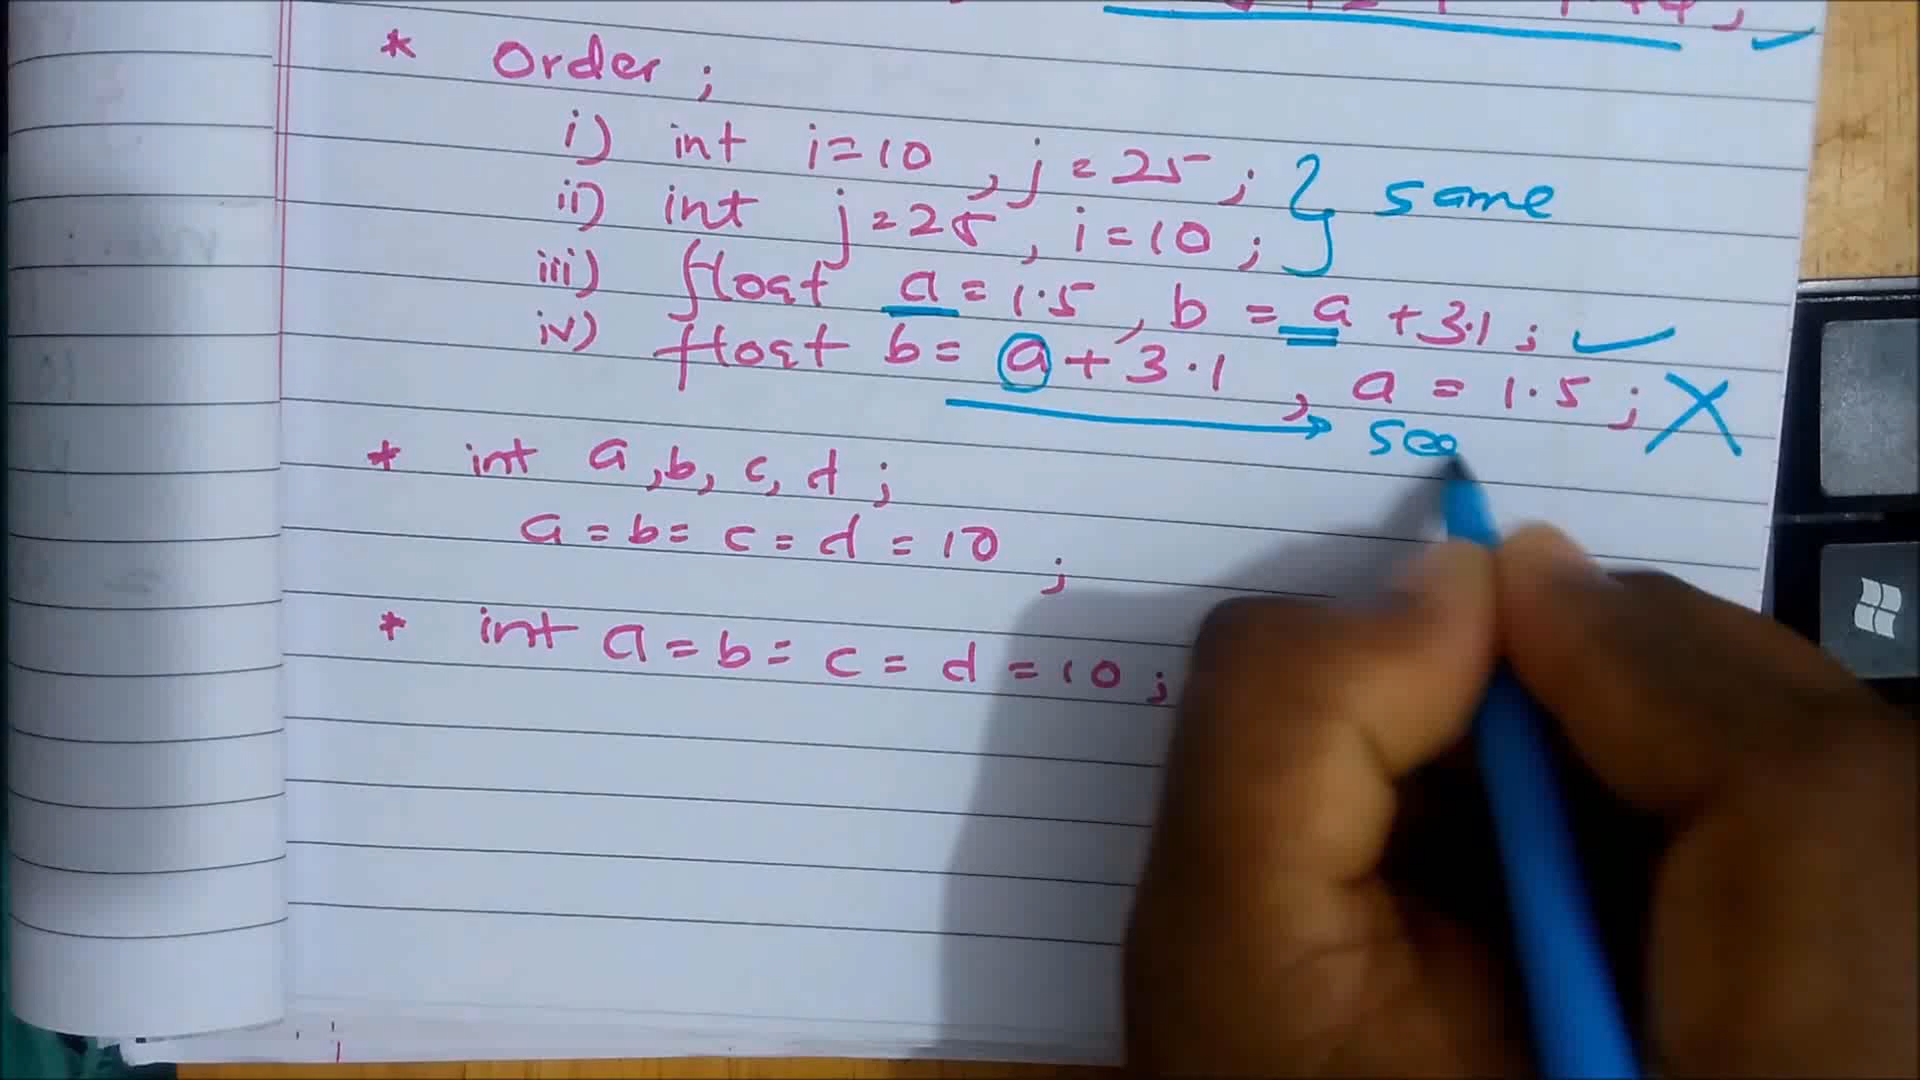 * Order ;
i) int i=10 , j=25 ;
ii) int j=25 , i=10 ; } same
iii) float a=1.5 , b = a +3.1 ; ✓
iv) float b= a+3.1 , a = 1.5 ; X
→
* int a,b, c, d ;
a=b= c=d=10 ;
* int a=b= c=d=10 ;